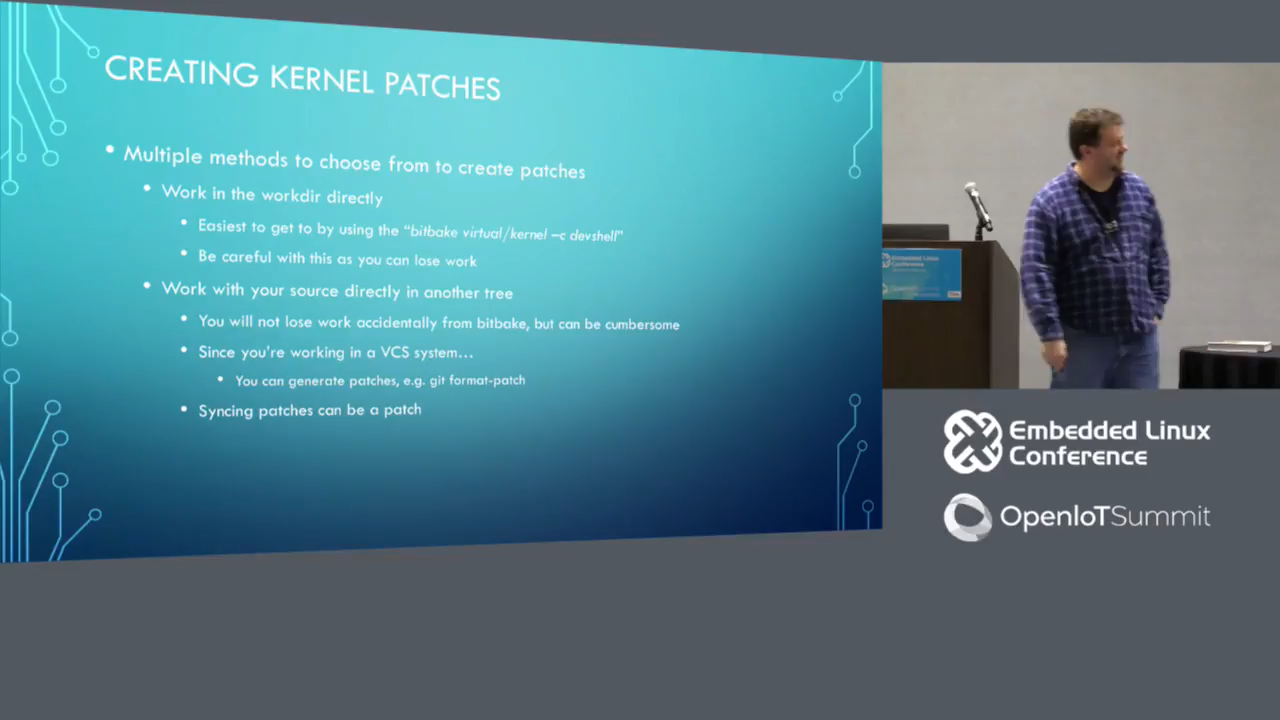 CREATING KERNEL PATCHES
• Multiple methods to choose from to create patches
• Work in the workdir directly
• Easiest to get to by using the "bitbake virtual/kernel –c devshell"
• Be careful with this as you can lose work
• Work with your source directly in another tree
• You will not lose work accidentally from bitbake, but can be cumbersome
• Since you're working in a VCS system...
• You can generate patches, e.g. git format-patch
• Syncing patches can be a patch
Embedded Linux
Conference
Embedded Linux
Conference
OpenIoTSummit